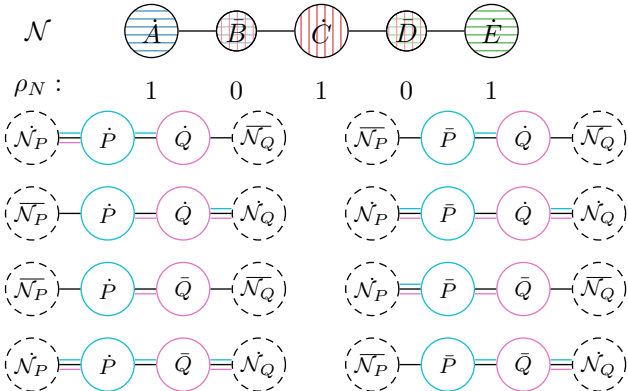 𝒩 Ȧ B̄ Ċ D̄ Ė
ρ_N : 1 0 1 0 1
𝒩̇_P Ṗ Q̇ 𝒩̅_Q 𝒩̅_P P̄ Q̇ 𝒩̅_Q
𝒩̅_P Ṗ Q̇ 𝒩̇_Q 𝒩̇_P P̄ Q̇ 𝒩̇_Q
𝒩̅_P Ṗ Q̄ 𝒩̅_Q 𝒩̇_P P̄ Q̄ 𝒩̅_Q
𝒩̇_P Ṗ Q̄ 𝒩̇_Q 𝒩̅_P P̄ Q̄ 𝒩̇_Q